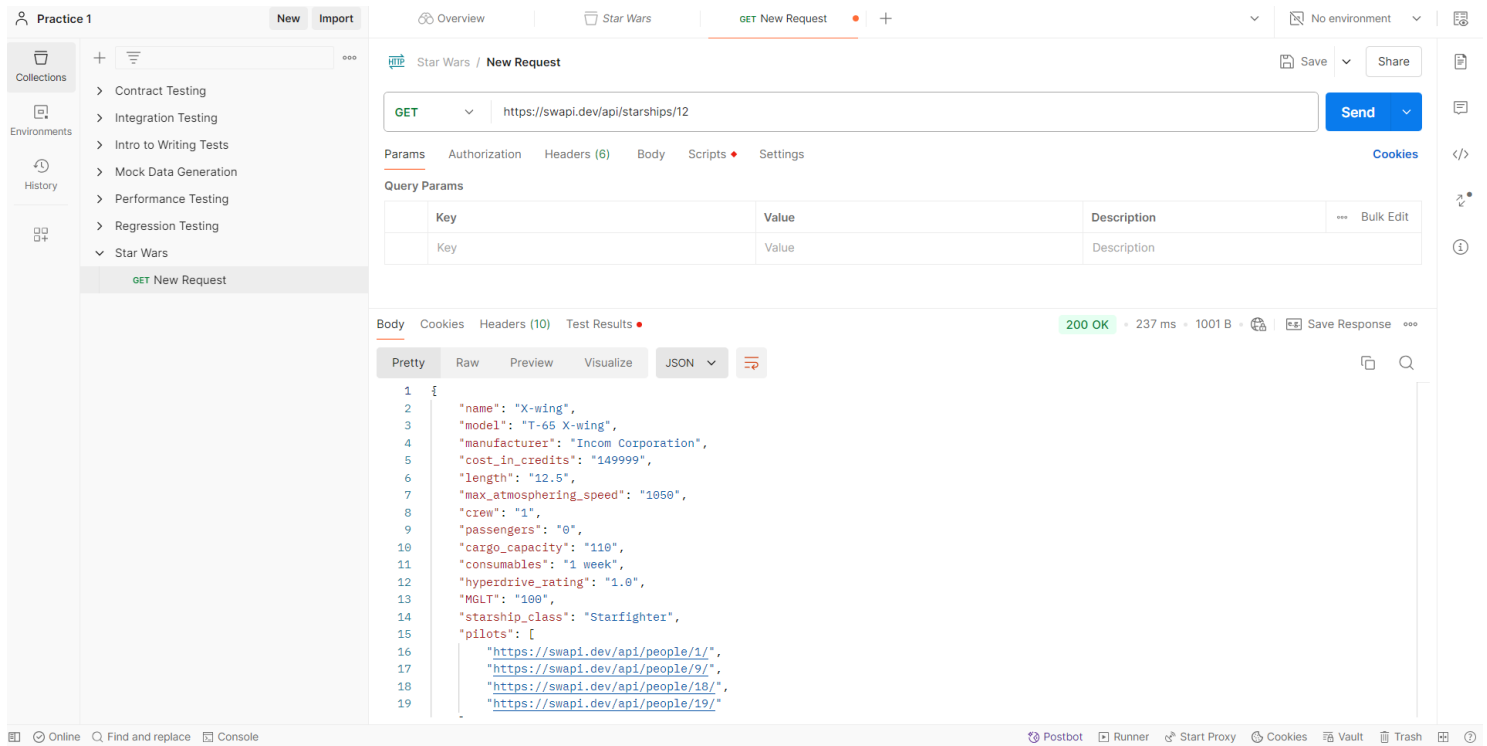 Practice 1
New
Import
Overview
Star Wars
GET New Request
No environment
Collections
Environments
History
Contract Testing
Integration Testing
Intro to Writing Tests
Mock Data Generation
Performance Testing
Regression Testing
Star Wars
GET New Request
HTTP Star Wars / New Request
Save
Share
GET
https://swapi.dev/api/starships/12
Send
Params Authorization Headers (6) Body Scripts Settings
Cookies
Query Params
Key Value Description Bulk Edit
Key Value Description
Body Cookies Headers (10) Test Results
200 OK 237 ms 1001 B e.g. Save Response
Pretty Raw Preview Visualize JSON
1 {
2 "name": "X-wing",
3 "model": "T-65 X-wing",
4 "manufacturer": "Incom Corporation",
5 "cost_in_credits": "149999",
6 "length": "12.5",
7 "max_atmosphering_speed": "1050",
8 "crew": "1",
9 "passengers": "0",
10 "cargo_capacity": "110",
11 "consumables": "1 week",
12 "hyperdrive_rating": "1.0",
13 "MGLT": "100",
14 "starship_class": "Starfighter",
15 "pilots": [
16 "https://swapi.dev/api/people/1/",
17 "https://swapi.dev/api/people/9/",
18 "https://swapi.dev/api/people/18/",
19 "https://swapi.dev/api/people/19/"
Online Find and replace Console
Postbot Runner Start Proxy Cookies Vault Trash